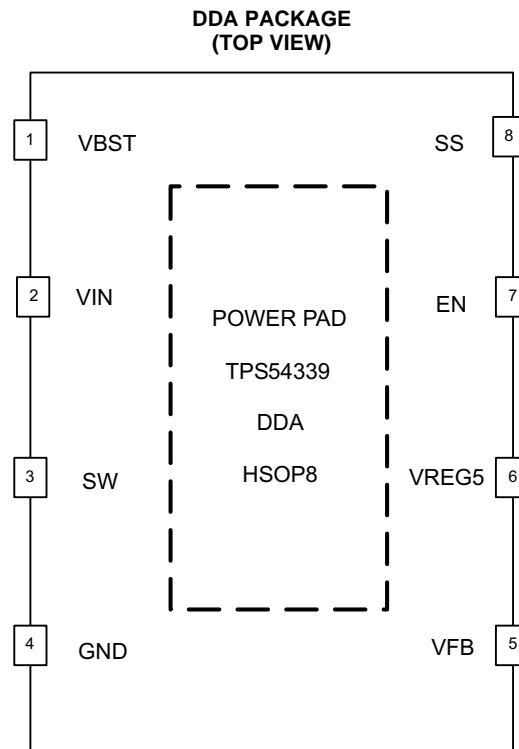 DDA PACKAGE
(TOP VIEW)
1 VBST SS 8
2 VIN EN 7
POWER PAD
TPS54339
DDA
HSOP8
3 SW VREG5 6
4 GND VFB 5